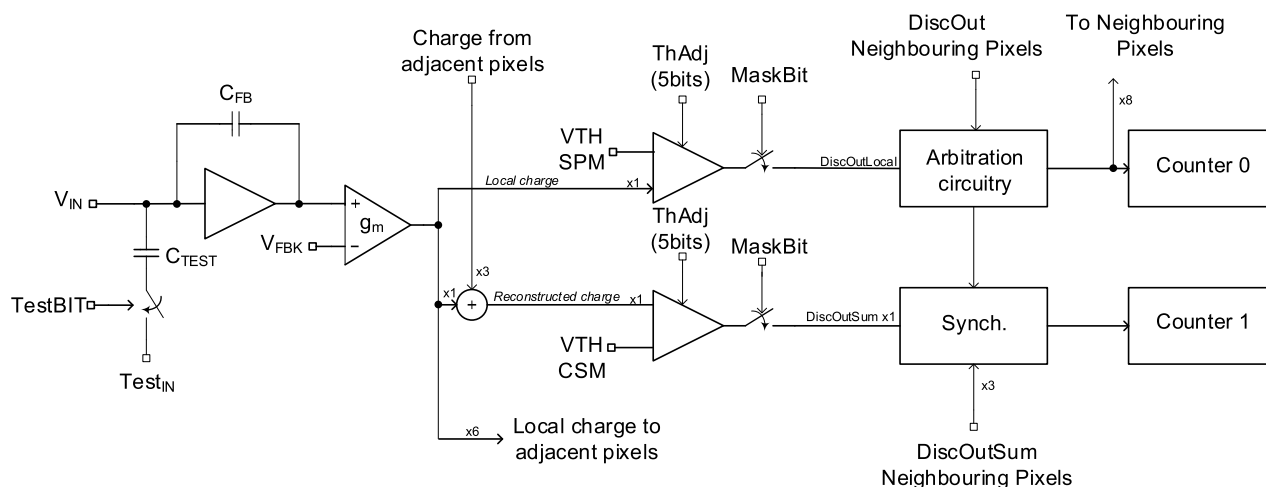 DiscOut
Neighbouring Pixels
To Neighbouring
Pixels
Charge from
adjacent pixels
ThAdj
(5bits)
MaskBit
C_FB
x8
VTH
SPM
DiscOutLocal
Arbitration
circuitry
Counter 0
Local charge
x1
V_IN
+
g_m
−
V_FBK
C_TEST
ThAdj
(5bits)
MaskBit
x3
TestBIT
x1
+
Reconstructed charge
x1
DiscOutSum x1
Synch.
Counter 1
VTH
CSM
Test_IN
x3
x6
Local charge to
adjacent pixels
DiscOutSum
Neighbouring Pixels